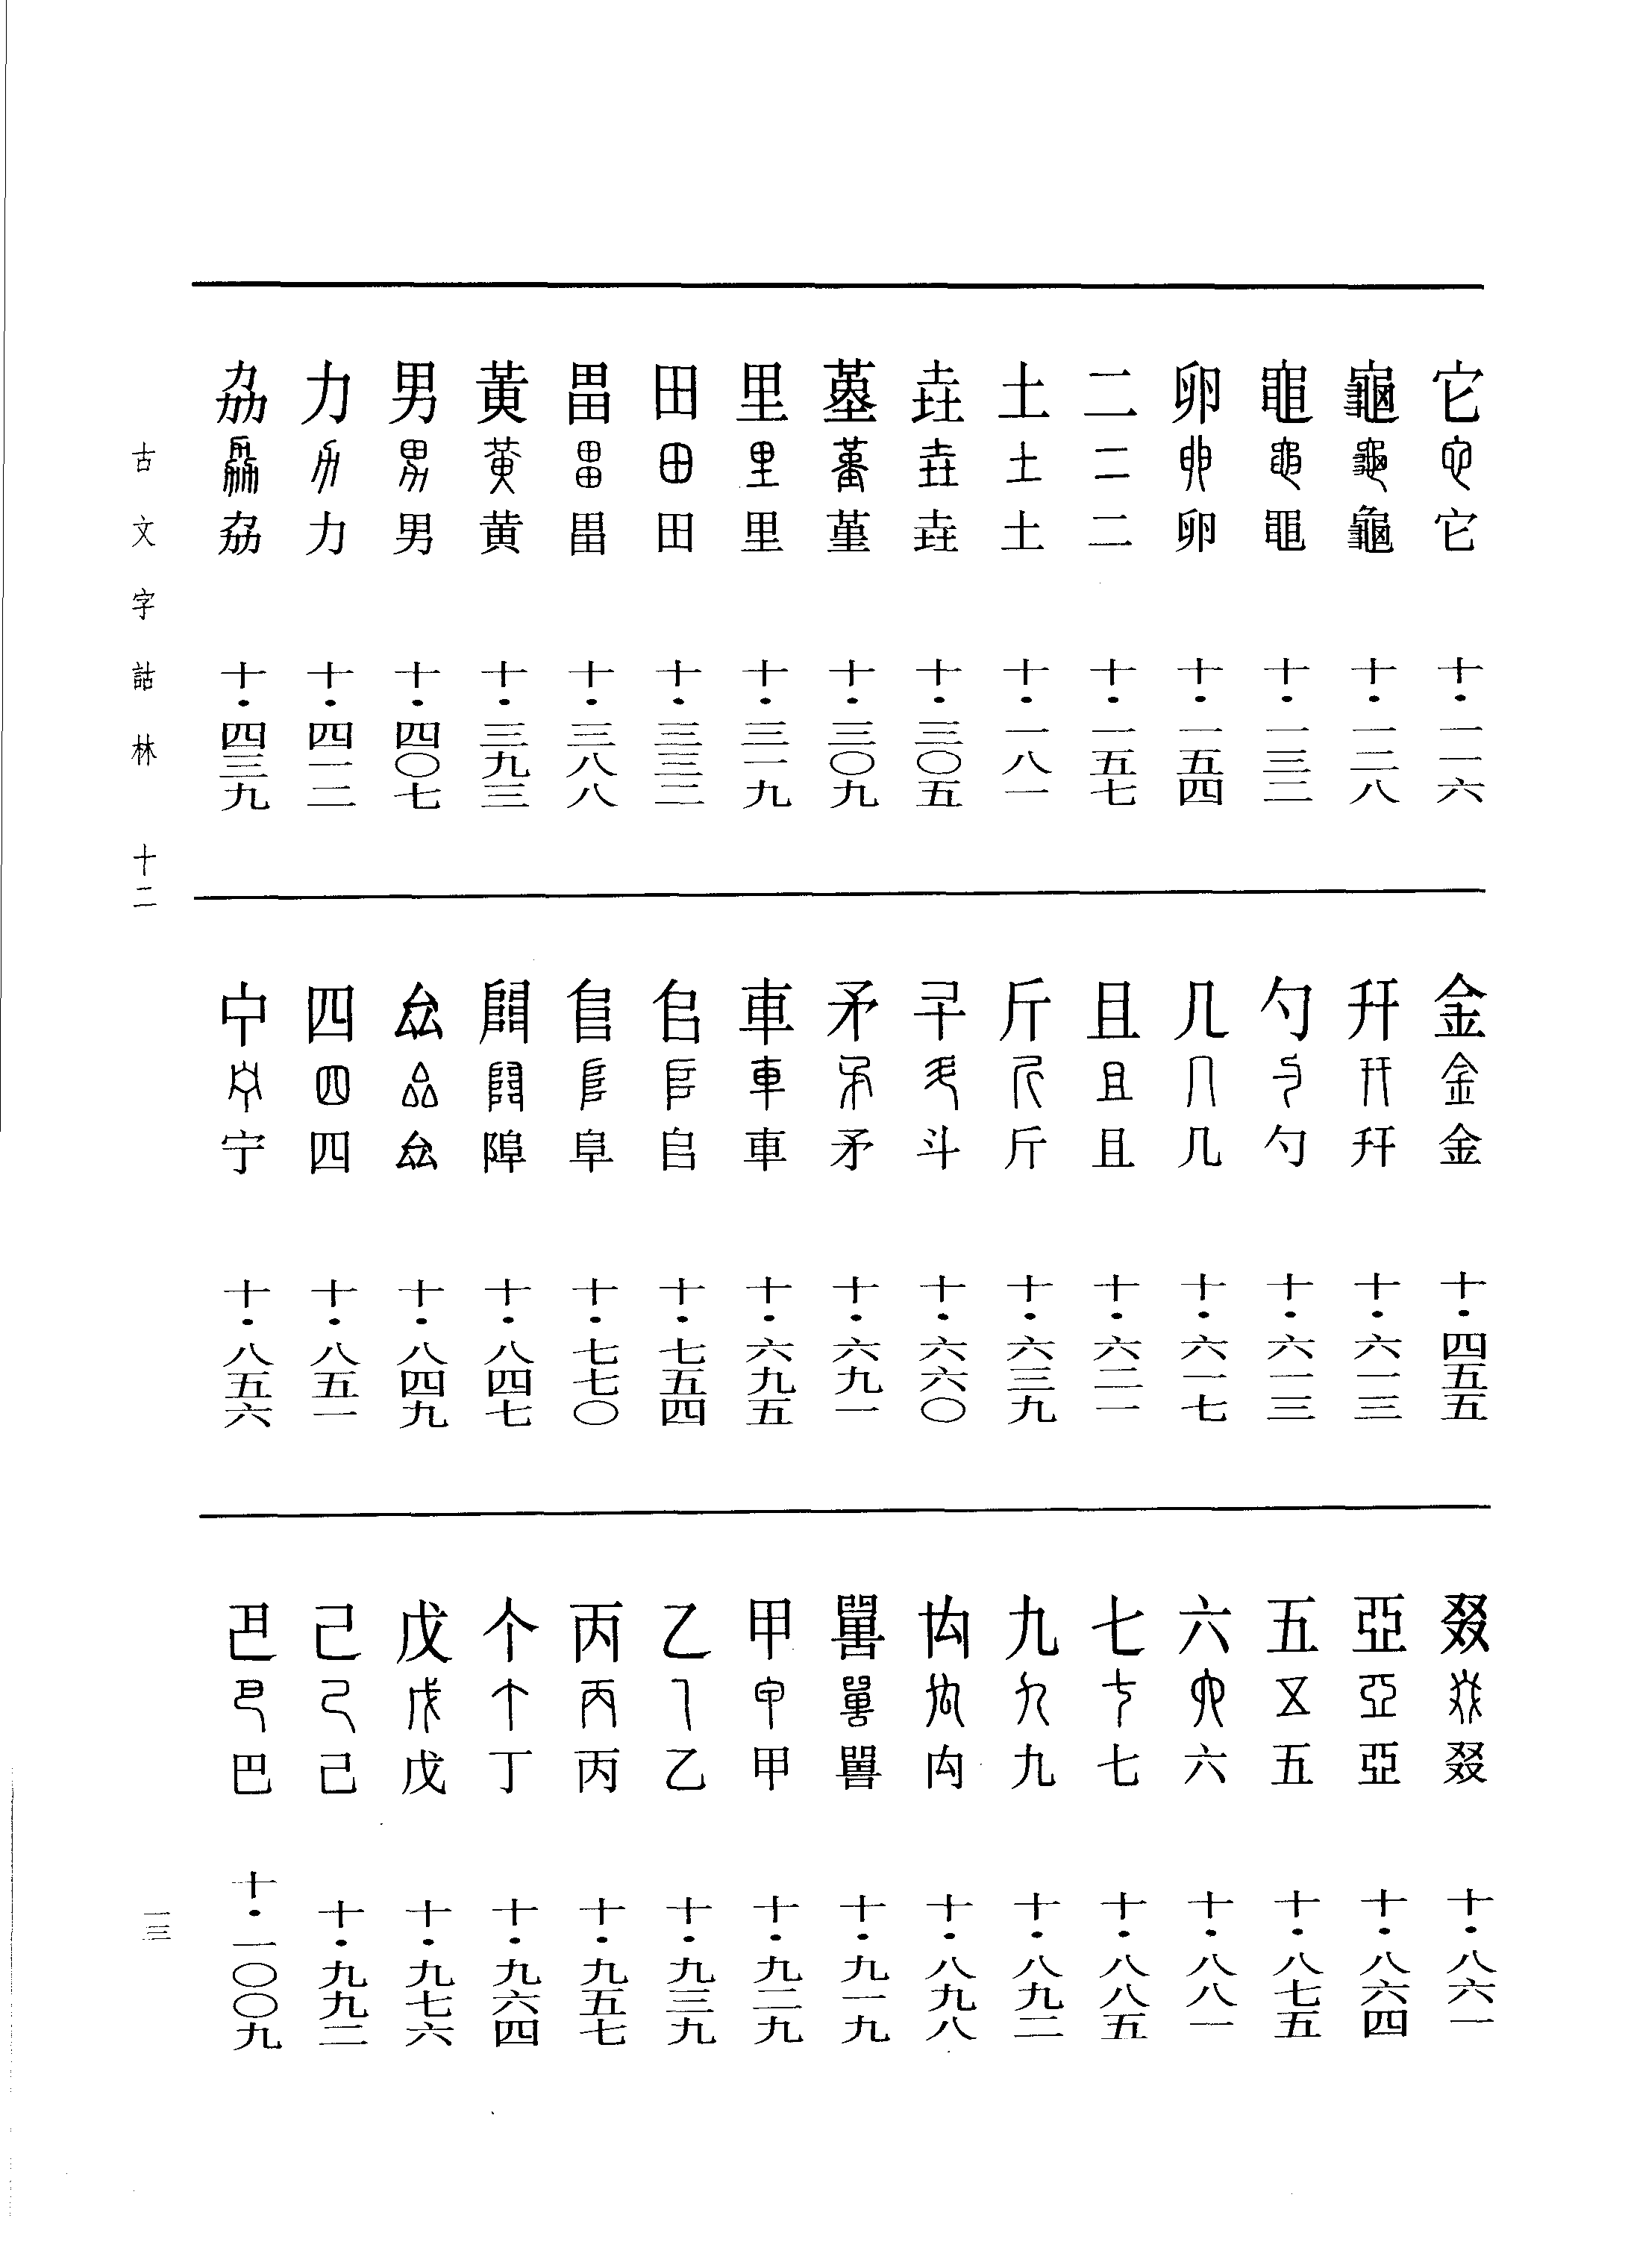 它它 十·一一六
龜龜 十·一二八
黽黽 十·一三二
卵卵 十·一五四
二二 十·一五七
土土 十·一八一
垚垚 十·三〇五
堇 十·三〇九
里里 十·三一九
田田 十·三三二
畕畕 十·三八八
黃黃 十·三九三
男男 十·四〇七
力力 十·四一二
劦劦 十·四三九
金金 十·四五五
幵幵 十·六一三
勺勺 十·六一三
几几 十·六一七
且且 十·六二一
斤斤 十·六三九
斗 十·六六〇
矛矛 十·六九一
車車 十·六九五
𠂤𠂤 十·七五四
𨸏阜 十·七七〇
十·八四七
厽厽 十·八四九
四四 十·八五一
宁 十·八五六
叕叕 十·八六一
亞亞 十·八六四
五五 十·八七五
六六 十·八八一
七七 十·八八五
九九 十·八九二
禸 十·八九八
嘼嘼 十·九一九
甲甲 十·九二九
乙乙 十·九三九
丙丙 十·九五七
个丁 十·九六四
戊戊 十·九七六
己己 十·九九二
巴 十·一〇〇九
古文字詁林 十二
一三